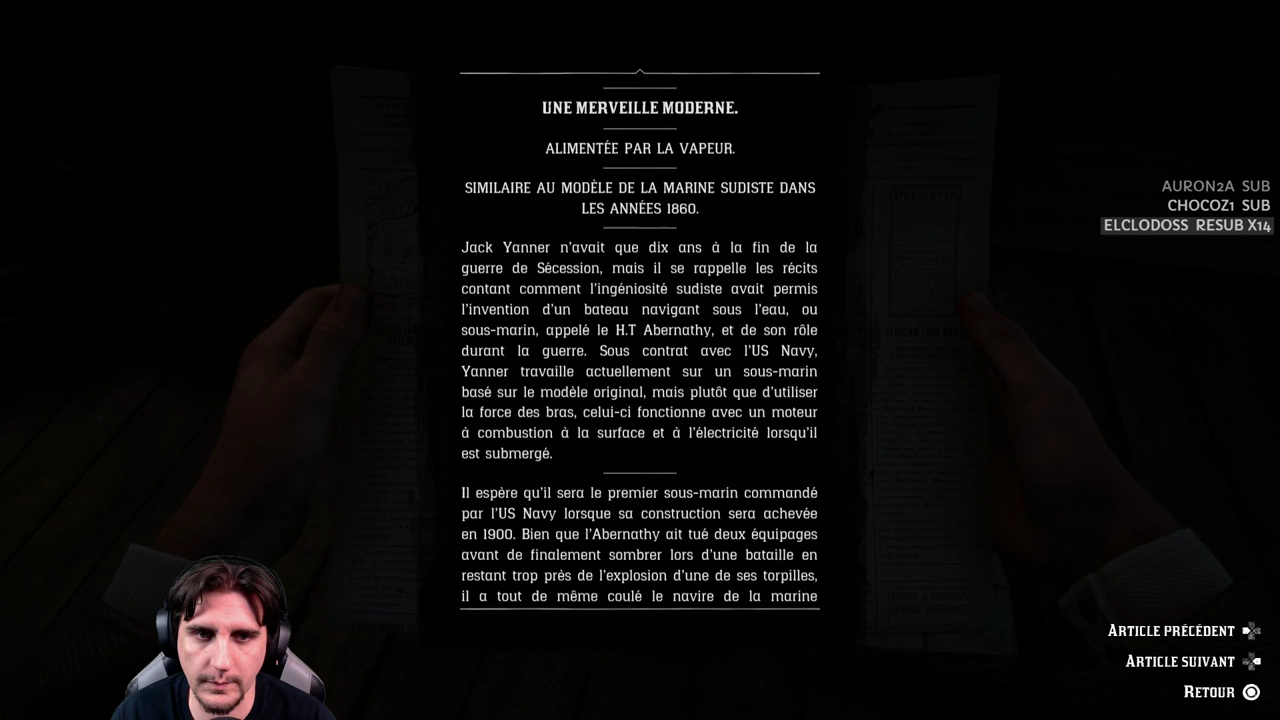 UNE MERVEILLE MODERNE.
ALIMENTÉE PAR LA VAPEUR.
SIMILAIRE AU MODÈLE DE LA MARINE SUDISTE DANS
LES ANNÉES 1860.
Jack Yanner n'avait que dix ans à la fin de la
guerre de Sécession, mais il se rappelle les récits
contant comment l'ingéniosité sudiste avait permis
l'invention d'un bateau navigant sous l'eau, ou
sous-marin, appelé le H.T Abernathy, et de son rôle
durant la guerre. Sous contrat avec l'US Navy,
Yanner travaille actuellement sur un sous-marin
basé sur le modèle original, mais plutôt que d'utiliser
la force des bras, celui-ci fonctionne avec un moteur
à combustion à la surface et à l'électricité lorsqu'il
est submergé.
Il espère qu'il sera le premier sous-marin commandé
par l'US Navy lorsque sa construction sera achevée
en 1900. Bien que l'Abernathy ait tué deux équipages
avant de finalement sombrer lors d'une bataille en
restant trop près de l'explosion d'une de ses torpilles,
il a tout de même coulé le navire de la marine
AURON2A SUB
CHOCOZ1 SUB
ELCLODOSS RESUB X14
ARTICLE PRÉCÉDENT
ARTICLE SUIVANT
RETOUR